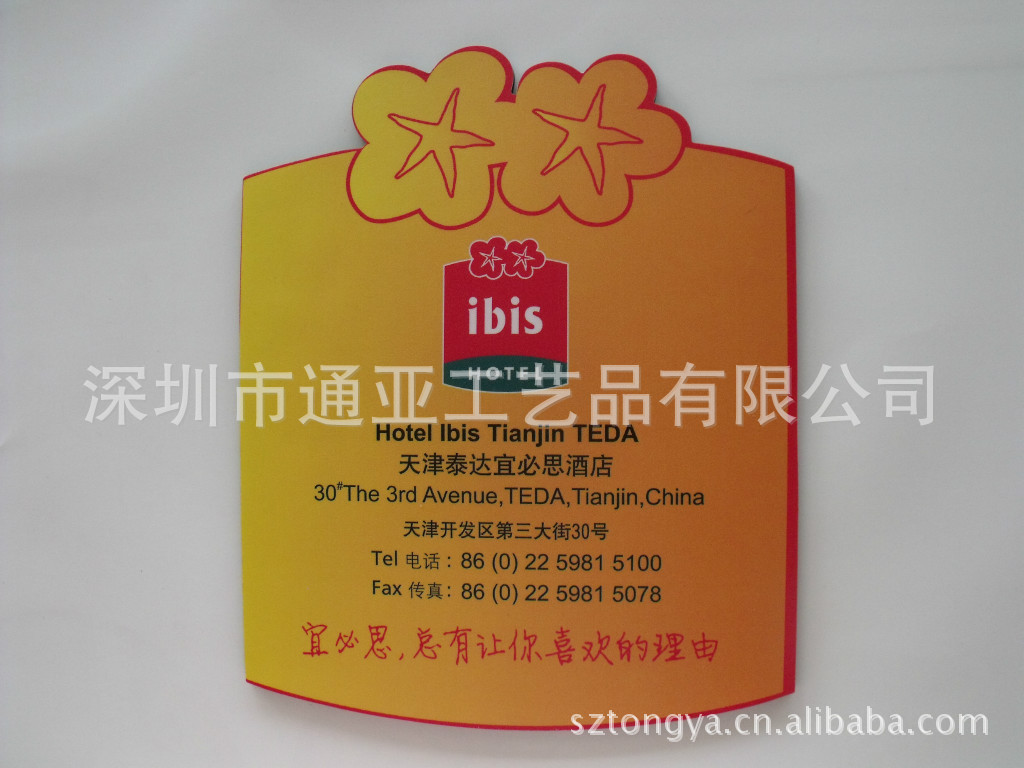 ibis
HOTEL
深圳市通亚工艺品有限公司
Hotel Ibis Tianjin TEDA
天津泰达宜必思酒店
30#The 3rd Avenue,TEDA,Tianjin,China
天津开发区第三大街30号
Tel 电话：86 (0) 22 5981 5100
Fax 传真：86 (0) 22 5981 5078
宜必思，总有让你喜欢的理由
sztongya.cn.alibaba.com